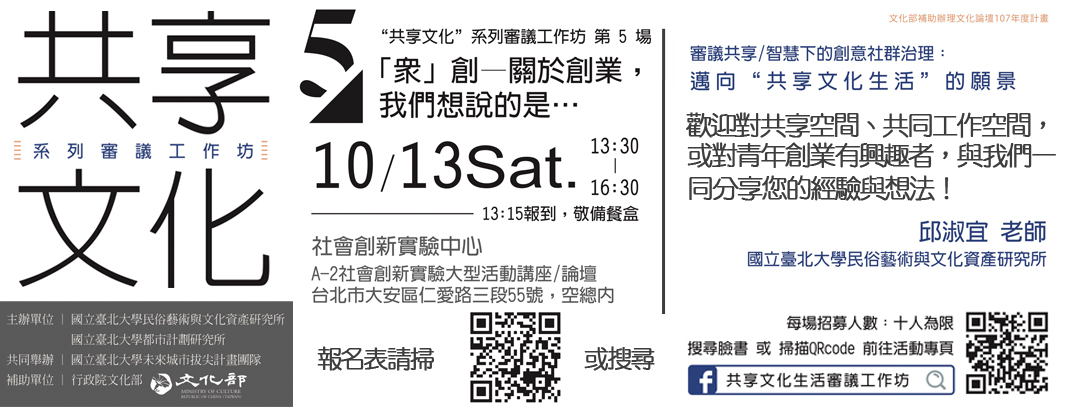 共享
系列審議工作坊
文化
主辦單位 | 國立臺北大學民俗藝術與文化資產研究所
國立臺北大學都市計劃研究所
共同舉辦 | 國立臺北大學未來城市拔尖計畫團隊
補助單位 | 行政院文化部 文化部
MINISTRY OF CULTURE
REPUBLIC OF CHINA (TAIWAN)
5
“共享文化”系列審議工作坊 第 5 場
「衆」創—關於創業，
我們想說的是…
10/13Sat.
13:30
|
16:30
13:15報到，敬備餐盒
社會創新實驗中心
A-2社會創新實驗大型活動講座/論壇
台北市大安區仁愛路三段55號，空總内
報名表請掃
或搜尋
文化部補助辦理文化論壇107年度計畫
審議共享/智慧下的創意社群治理：
邁向“共享文化生活”的願景
歡迎對共享空間、共同工作空間，
或對青年創業有興趣者，與我們一
同分享您的經驗與想法！
邱淑宜 老師
國立臺北大學民俗藝術與文化資產研究所
每場招募人數：十人為限
搜尋臉書 或 掃描QRcode 前往活動專頁
f 共享文化生活審議工作坊